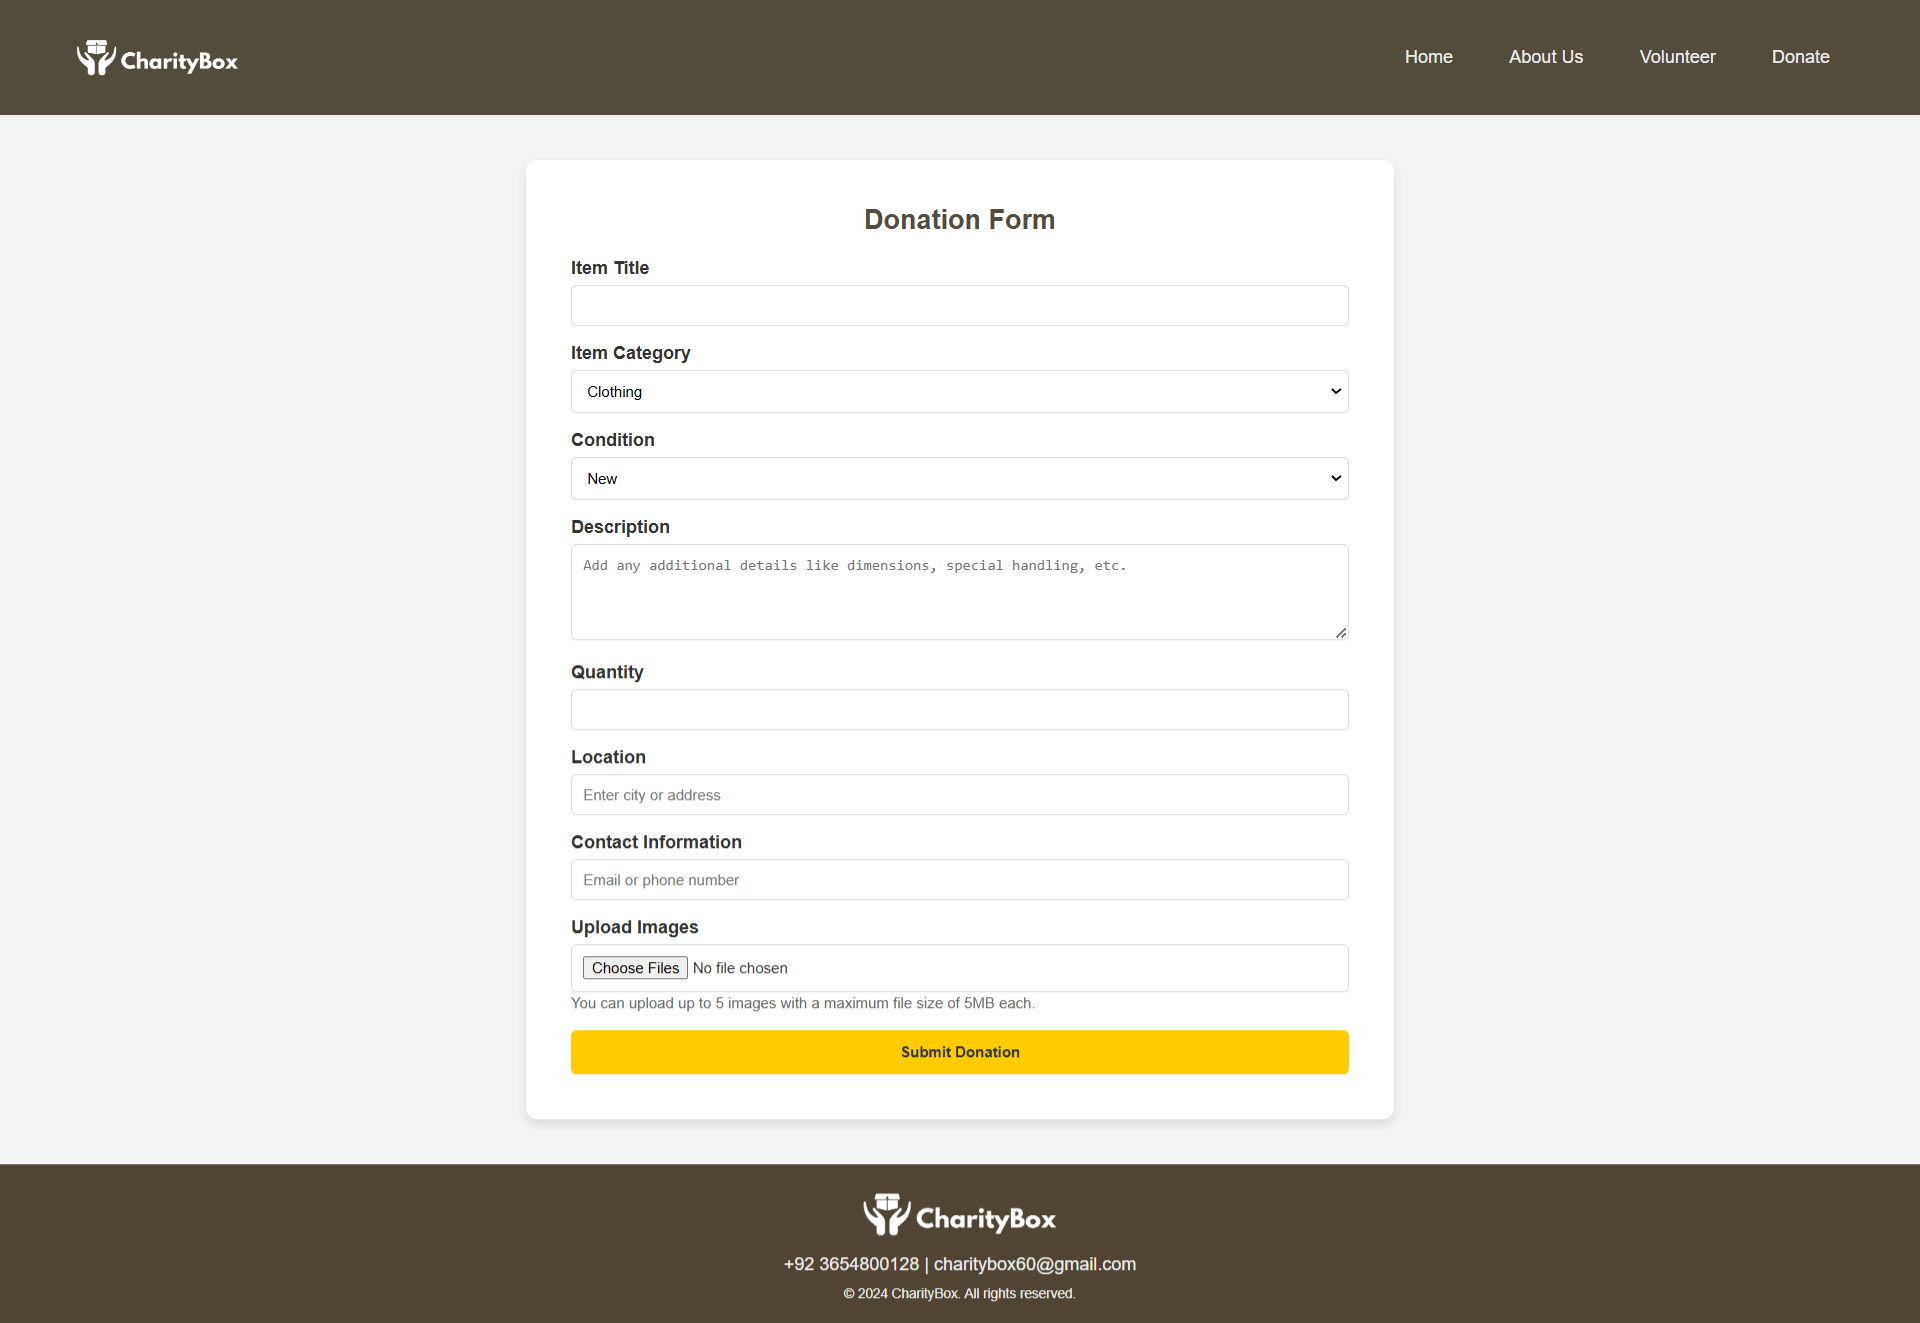 CharityBox
Home About Us Volunteer Donate
Donation Form
Item Title
Item Category
Clothing
Condition
New
Description
Add any additional details like dimensions, special handling, etc.
Quantity
Location
Enter city or address
Contact Information
Email or phone number
Upload Images
Choose Files No file chosen
You can upload up to 5 images with a maximum file size of 5MB each.
Submit Donation
CharityBox
+92 3654800128 | charitybox60@gmail.com
© 2024 CharityBox. All rights reserved.